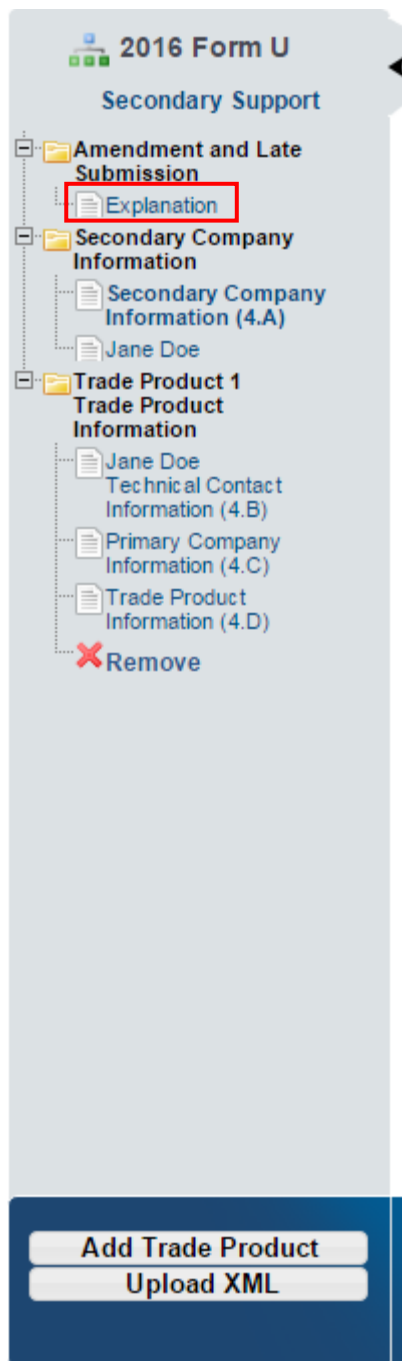 2016 Form U
Secondary Support
Amendment and Late
Submission
Explanation
Secondary Company
Information
Secondary Company
Information (4.A)
Jane Doe
Trade Product 1
Trade Product
Information
Jane Doe
Technical Contact
Information (4.B)
Primary Company
Information (4.C)
Trade Product
Information (4.D)
Remove
Add Trade Product
Upload XML